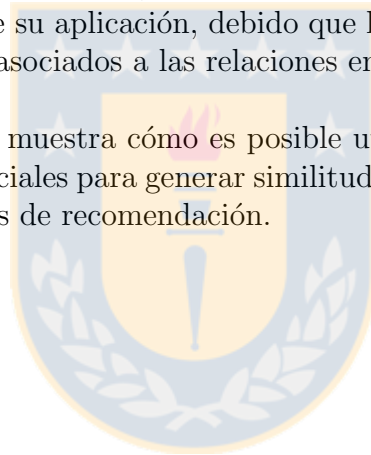 e su aplicación, debido que l
asociados a las relaciones en
muestra cómo es posible u
ciales para generar similitud
s de recomendación.